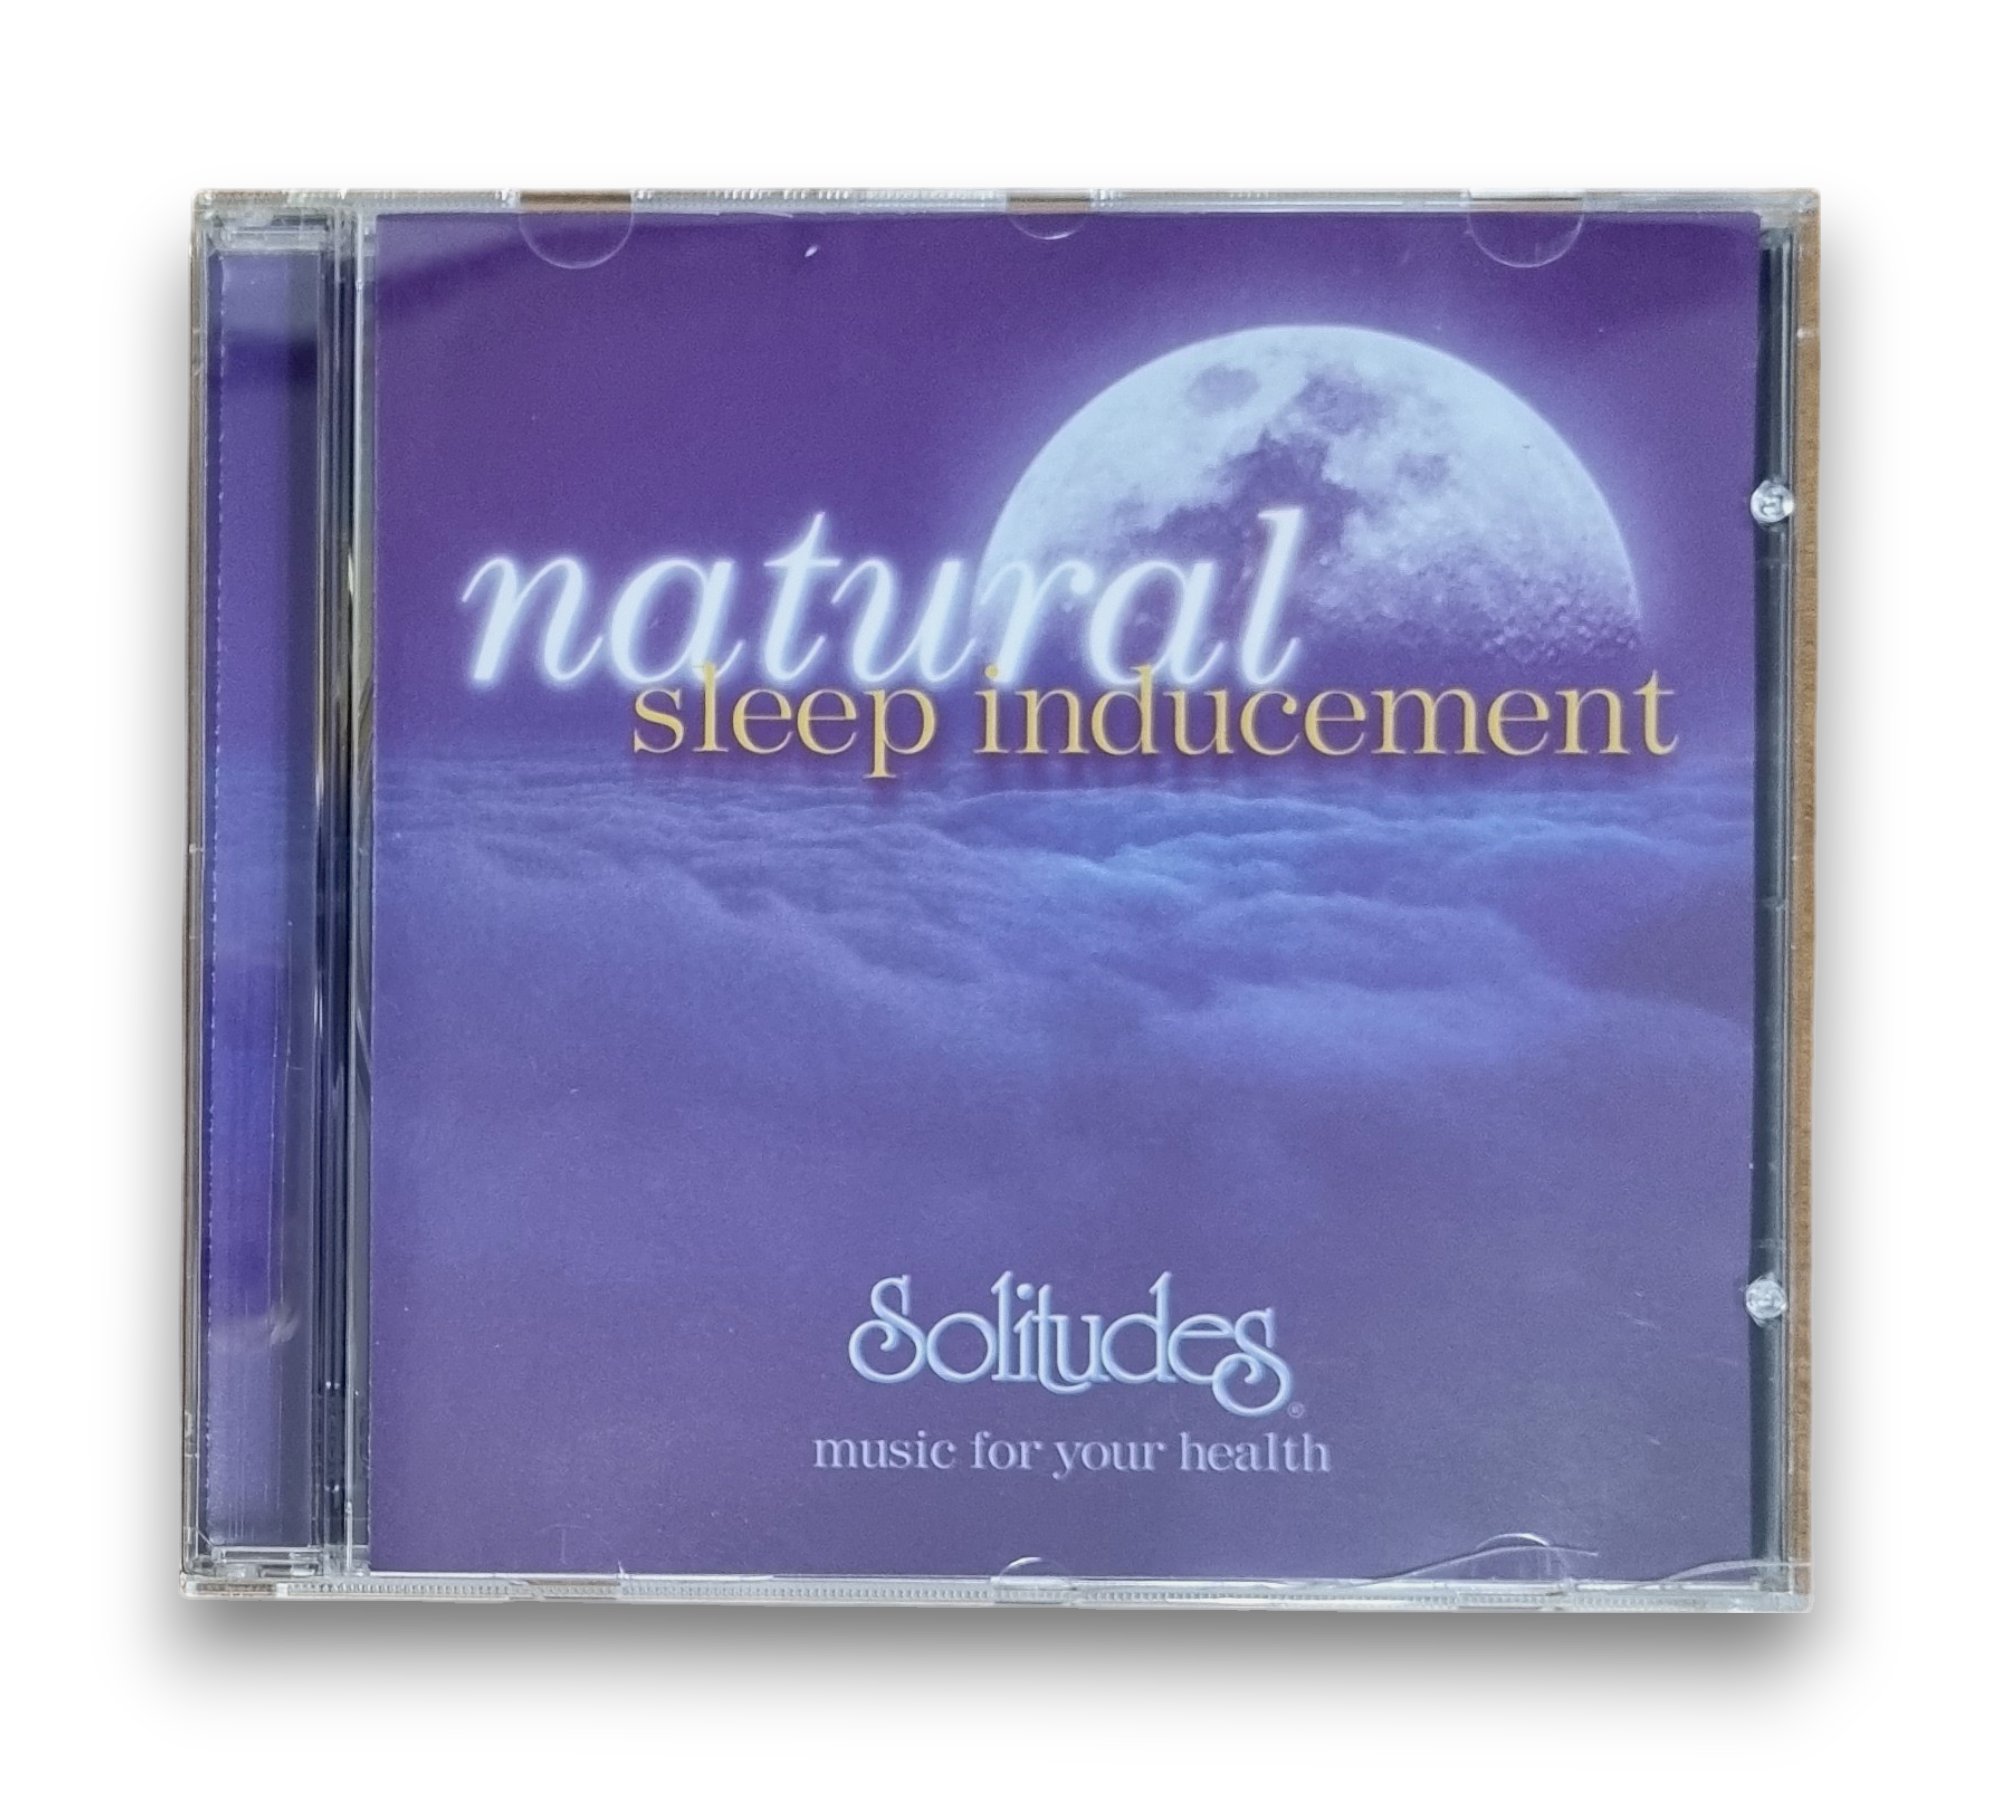 natural
sleep inducement
Solitudes®
music for your health